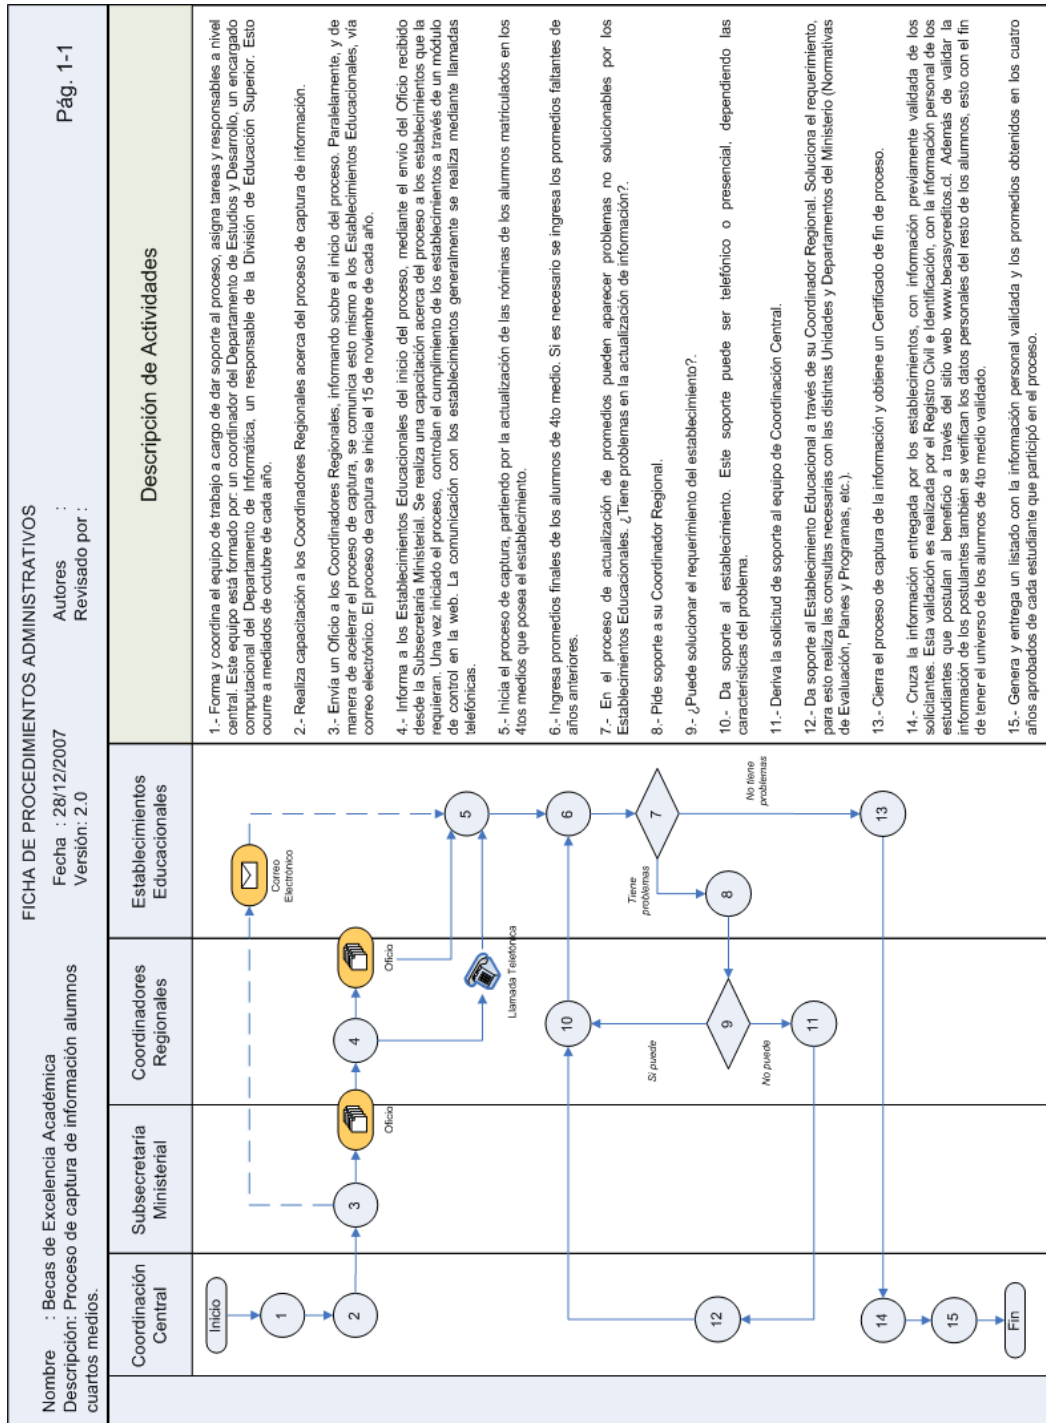 FICHA DE PROCEDIMIENTOS ADMINISTRATIVOS
Nombre : Becas de Excelencia Académica
Descripción: Proceso de captura de información alumnos
cuartos medios.
Fecha : 28/12/2007
Versión: 2.0
Autores :
Revisado por :
Pág. 1-1
Coordinación
Central
Subsecretaría
Ministerial
Coordinadores
Regionales
Establecimientos
Educacionales
Descripción de Actividades
Inicio
1
2
3
Oficio
4
Oficio
Correo
Electrónico
Llamada Telefónica
5
6
7
Tiene
problemas
No tiene
problemas
8
9
Si puede
No puede
10
11
12
13
14
15
Fin
1.- Forma y coordina el equipo de trabajo a cargo de dar soporte al proceso, asigna tareas y responsables a nivel
central. Este equipo está formado por: un coordinador del Departamento de Estudios y Desarrollo, un encargado
computacional del Departamento de Informática, un responsable de la División de Educación Superior. Esto
ocurre a mediados de octubre de cada año.
2.- Realiza capacitación a los Coordinadores Regionales acerca del proceso de captura de información.
3.- Envía un Oficio a los Coordinadores Regionales, informando sobre el inicio del proceso. Paralelamente, y de
manera de acelerar el proceso de captura, se comunica esto mismo a los Establecimientos Educacionales, vía
correo electrónico. El proceso de captura se inicia el 15 de noviembre de cada año.
4.- Informa a los Establecimientos Educacionales del inicio del proceso, mediante el envío del Oficio recibido
desde la Subsecretaría Ministerial. Se realiza una capacitación acerca del proceso a los establecimientos que la
requieran. Una vez iniciado el proceso, controlan el cumplimiento de los establecimientos a través de un módulo
de control en la web. La comunicación con los establecimientos generalmente se realiza mediante llamadas
telefónicas.
5.- Inicia el proceso de captura, partiendo por la actualización de las nóminas de los alumnos matriculados en los
4tos medios que posea el establecimiento.
6.- Ingresa promedios finales de los alumnos de 4to medio. Si es necesario se ingresa los promedios faltantes de
años anteriores.
7.- En el proceso de actualización de promedios pueden aparecer problemas no solucionables por los
Establecimientos Educacionales. ¿Tiene problemas en la actualización de información?.
8.- Pide soporte a su Coordinador Regional.
9.- ¿Puede solucionar el requerimiento del establecimiento?.
10.- Da soporte al establecimiento. Este soporte puede ser telefónico o presencial, dependiendo las
características del problema.
11.- Deriva la solicitud de soporte al equipo de Coordinación Central.
12.- Da soporte al Establecimiento Educacional a través de su Coordinador Regional. Soluciona el requerimiento,
para esto realiza las consultas necesarias con las distintas Unidades y Departamentos del Ministerio (Normativas
de Evaluación, Planes y Programas, etc.).
13.- Cierra el proceso de captura de la información y obtiene un Certificado de fin de proceso.
14.- Cruza la información entregada por los establecimientos, con información previamente validada de los
solicitantes. Esta validación es realizada por el Registro Civil e Identificación, con la información personal de los
estudiantes que postulan al beneficio a través del sitio web www.becasycreditos.cl. Además de validar la
información de los postulantes también se verifican los datos personales del resto de los alumnos, esto con el fin
de tener el universo de los alumnos de 4to medio validado.
15.- Genera y entrega un listado con la información personal validada y los promedios obtenidos en los cuatro
años aprobados de cada estudiante que participó en el proceso.